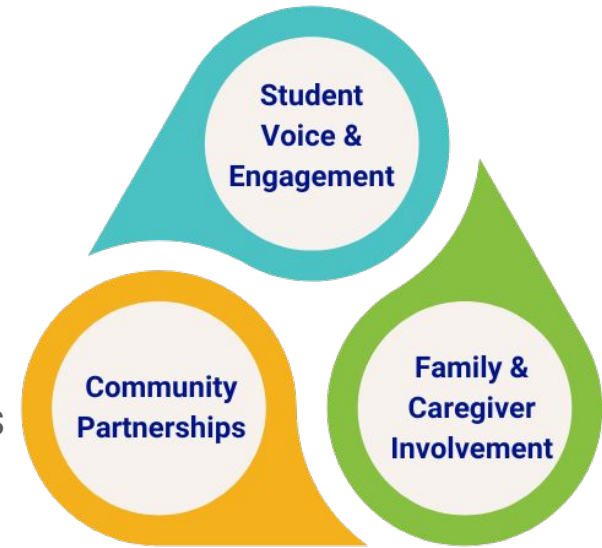 Student
Voice &
Engagement
Community
Partnerships
Family &
Caregiver
Involvement
s